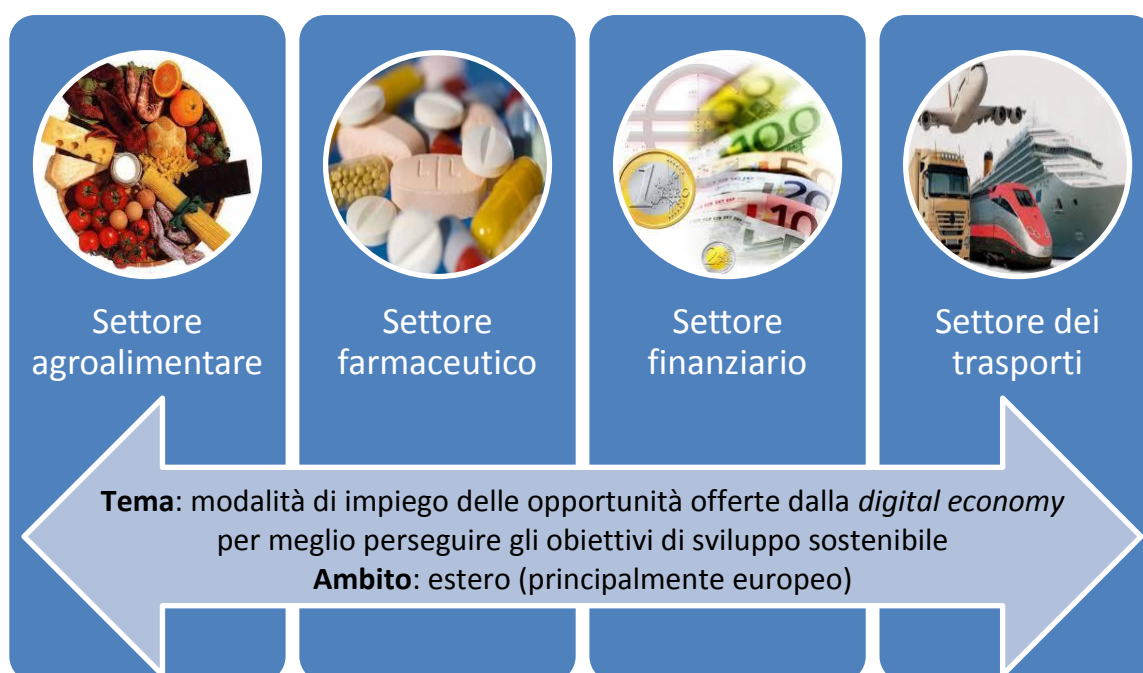 Settore
agroalimentare
Settore
farmaceutico
Settore
finanziario
Settore dei
trasporti
Tema: modalità di impiego delle opportunità offerte dalla digital economy
per meglio perseguire gli obiettivi di sviluppo sostenibile
Ambito: estero (principalmente europeo)